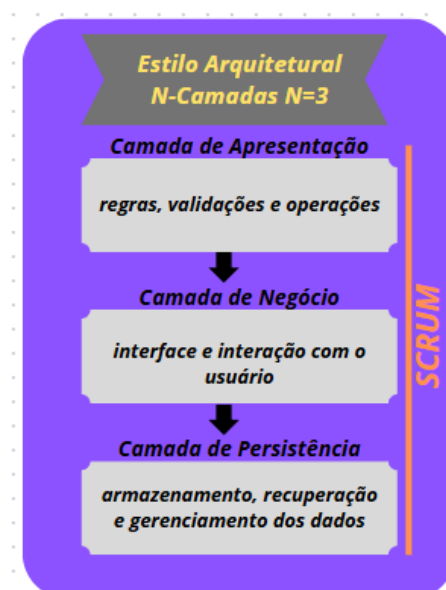 Estilo Arquitetural
N-Camadas N=3
Camada de Apresentação
regras, validações e operações
Camada de Negócio
interface e interação com o
usuário
Camada de Persistência
armazenamento, recuperação
e gerenciamento dos dados
SCRUM